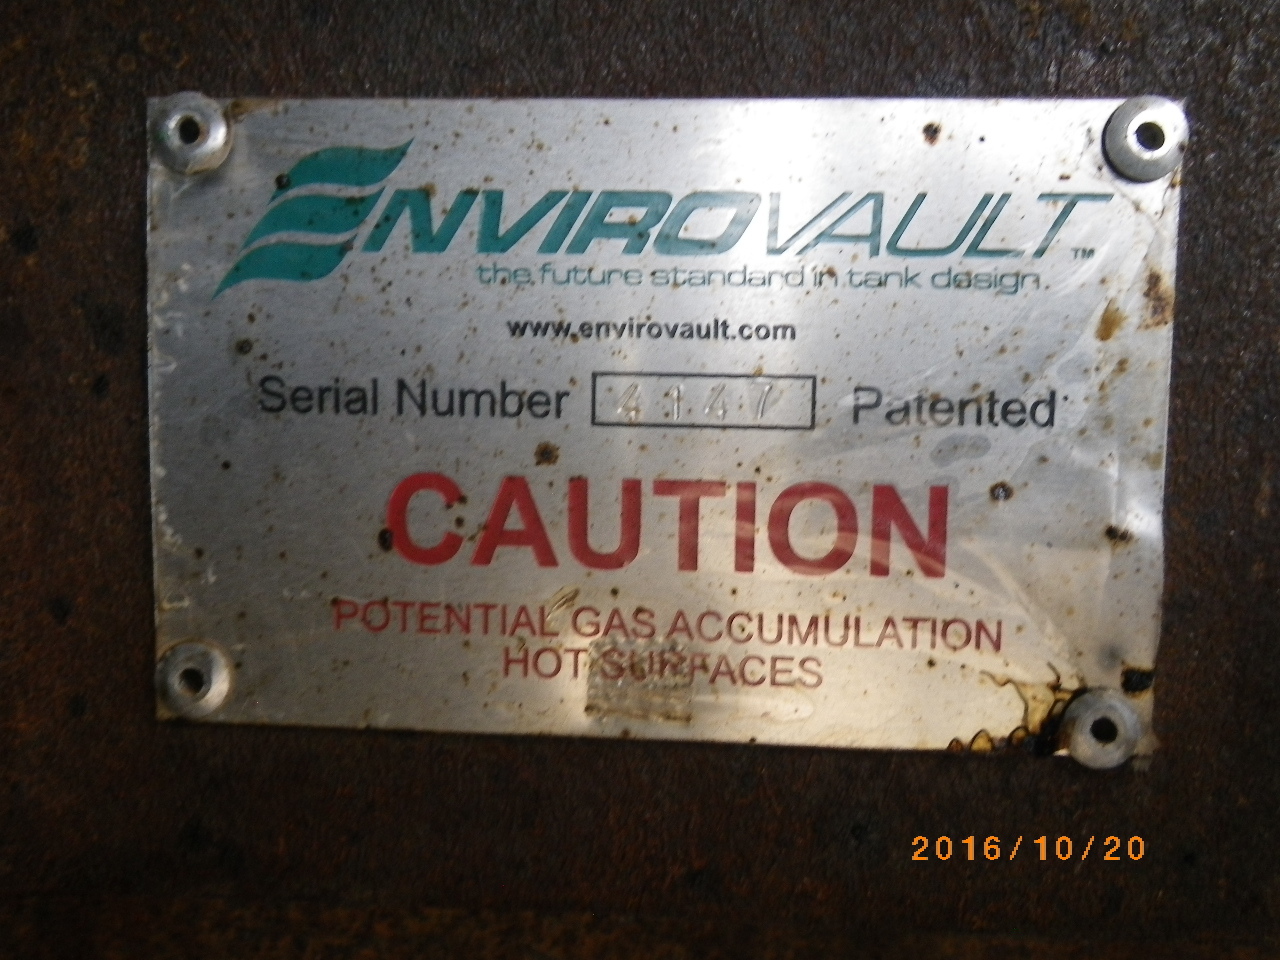 ENVIROVAULT™
the future standard in tank design.
www.envirovault.com
Serial Number 4147 Patented
CAUTION
POTENTIAL GAS ACCUMULATION
HOT SURFACES
2016/10/20